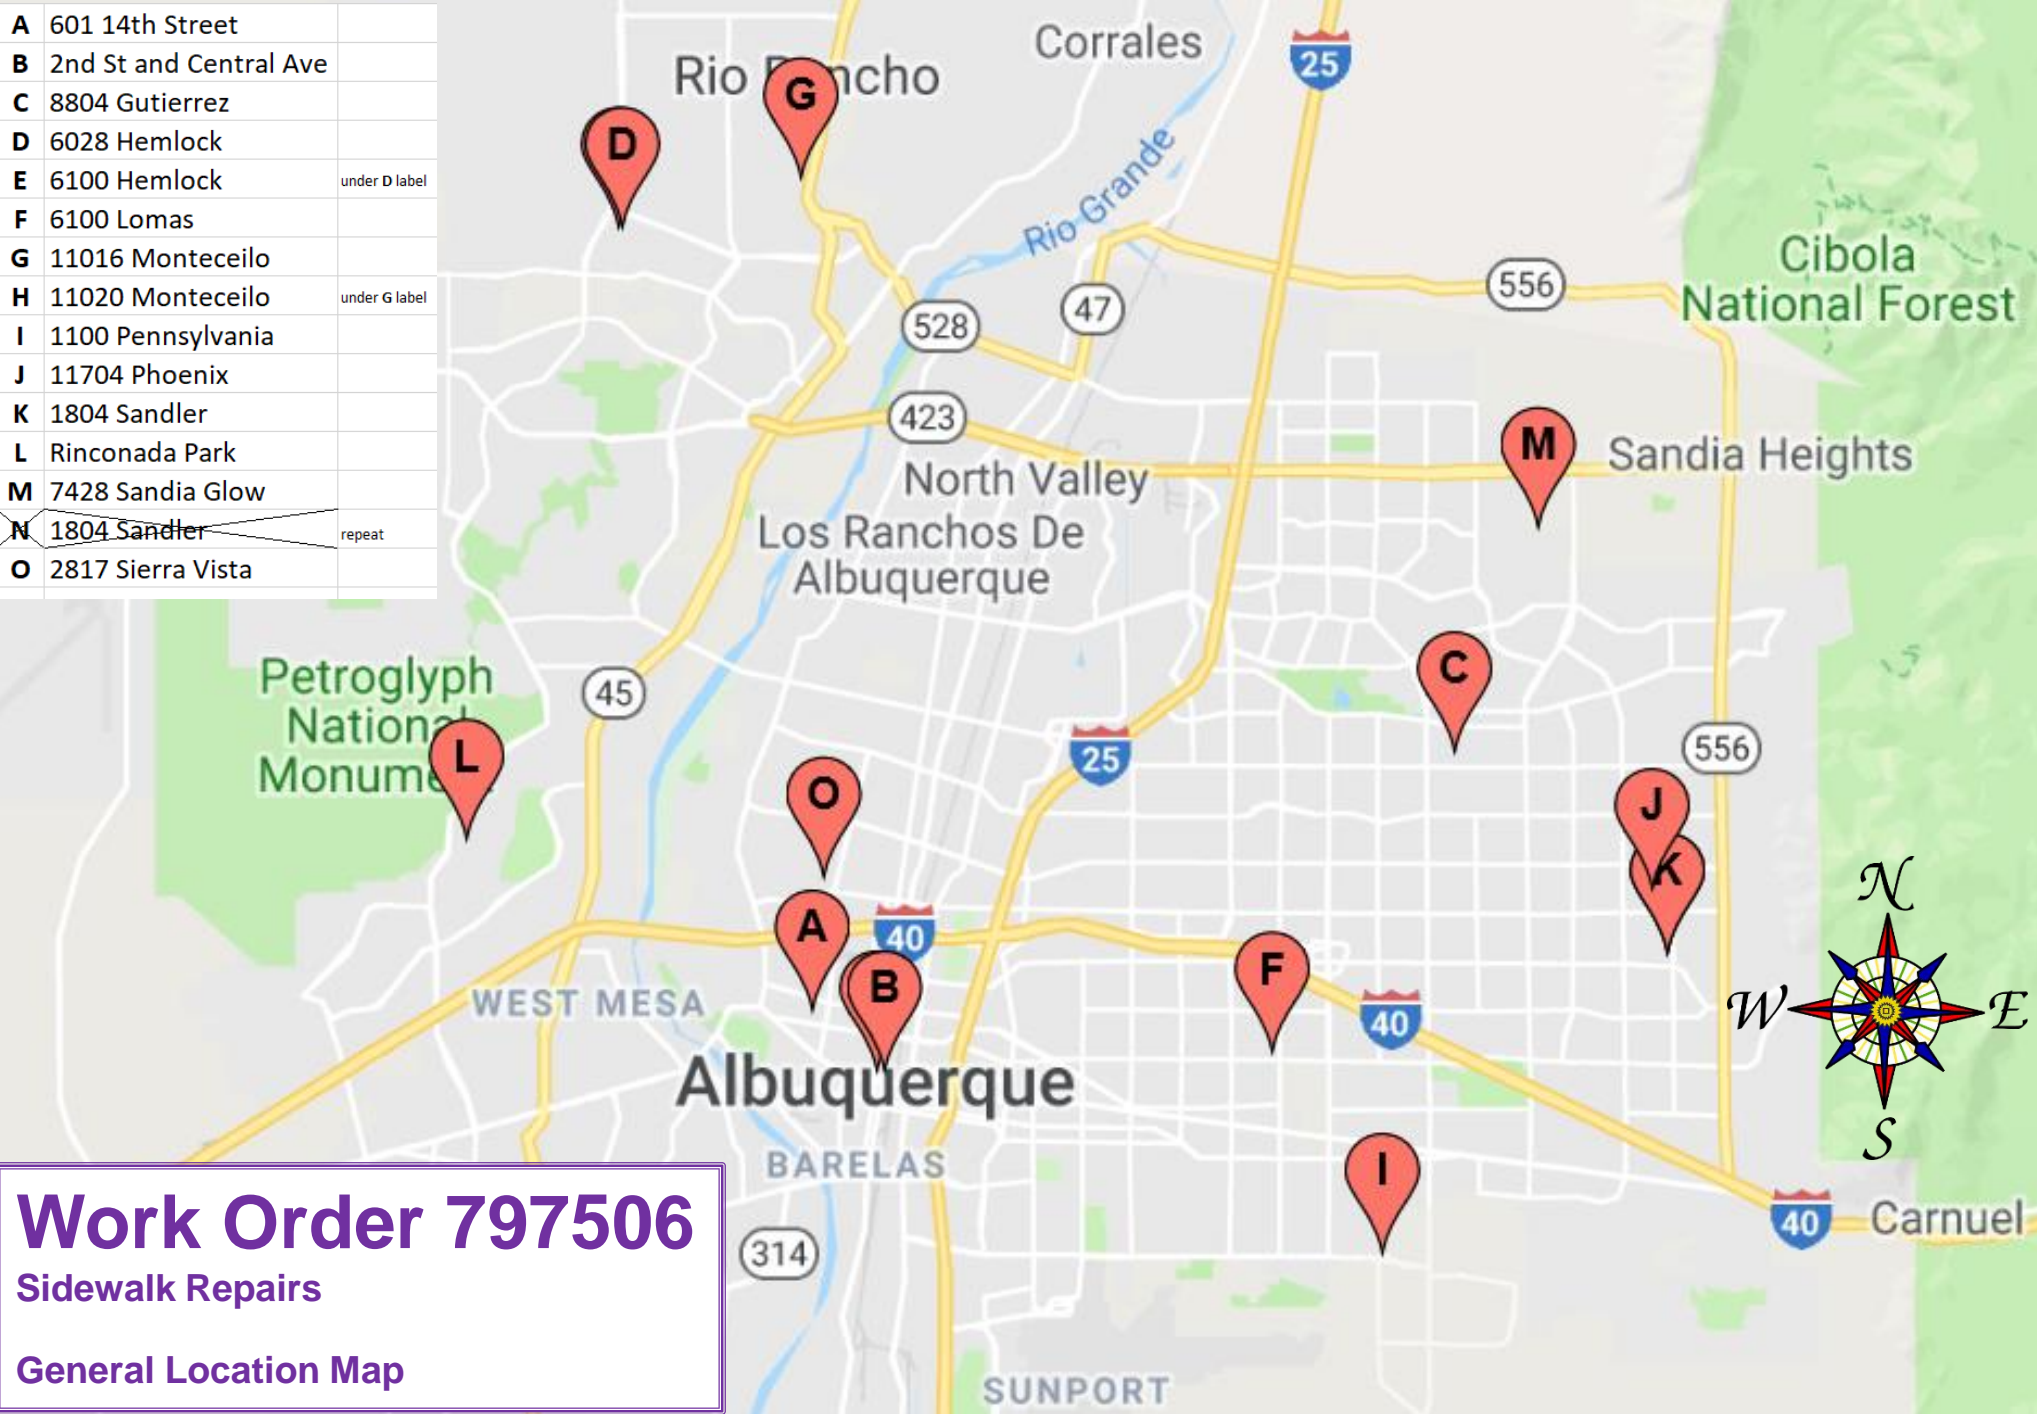 A 601 14th Street
B 2nd St and Central Ave
C 8804 Gutierrez
D 6028 Hemlock
E 6100 Hemlock under D label
F 6100 Lomas
G 11016 Monteceilo
H 11020 Monteceilo under G label
I 1100 Pennsylvania
J 11704 Phoenix
K 1804 Sandler
L Rinconada Park
M 7428 Sandia Glow
N 1804 Sandler repeat
O 2817 Sierra Vista
Corrales
25
Rio
G
D
Rio Grande
Cibola
National Forest
556
47
528
423
M
Sandia Heights
North Valley
Los Ranchos De
Albuquerque
Petroglyph
National
L
45
C
25
556
O
J
K
A
40
B
F
40
N
W
E
S
WEST MESA
Albuquerque
BARELAS
I
314
40
Carnuel
SUNPORT
Work Order 797506
Sidewalk Repairs
General Location Map